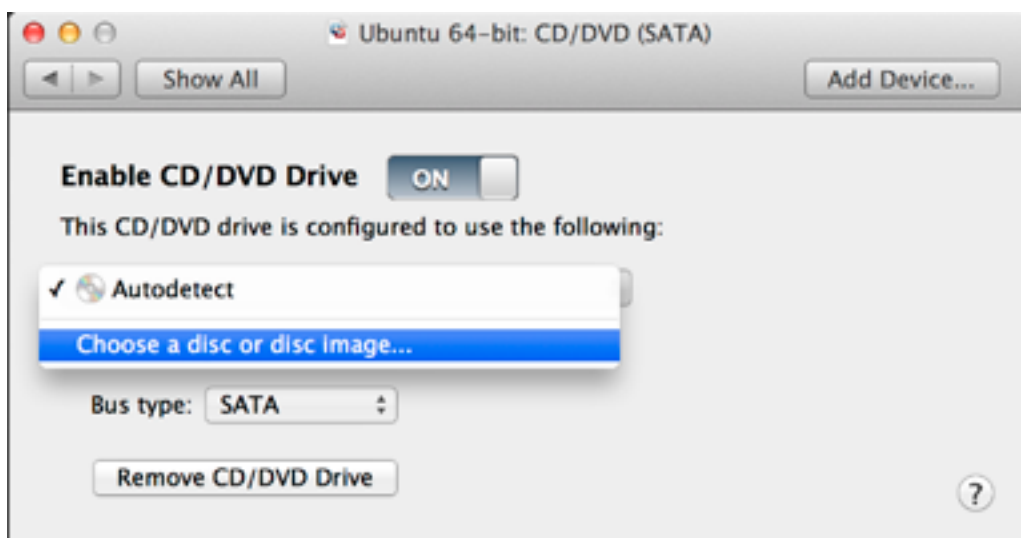 Ubuntu 64-bit: CD/DVD (SATA)
Show All
Add Device...
Enable CD/DVD Drive
ON
This CD/DVD drive is configured to use the following:
✓ Autodetect
Choose a disc or disc image...
Bus type: SATA
Remove CD/DVD Drive
?